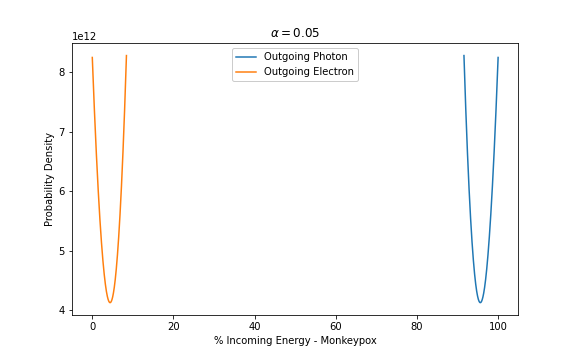 α = 0.05
1e12
Outgoing Photon
Outgoing Electron
8
7
6
5
4
Probability Density
0 20 40 60 80 100
% Incoming Energy - Monkeypox